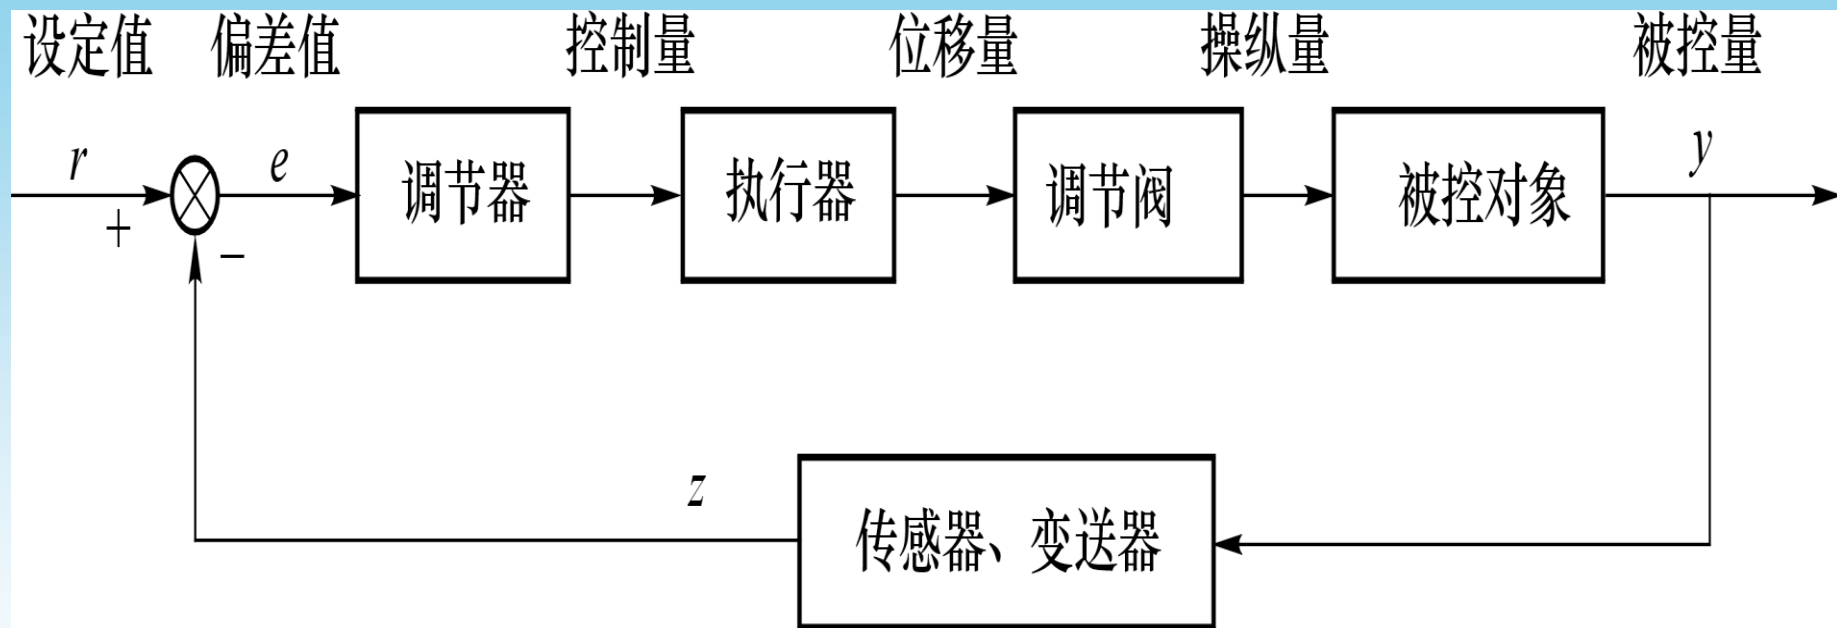 设定值 偏差值 控制量 位移量 操纵量 被控量
r e y
+ 调节器 执行器 调节阀 被控对象
−
z
传感器、变送器